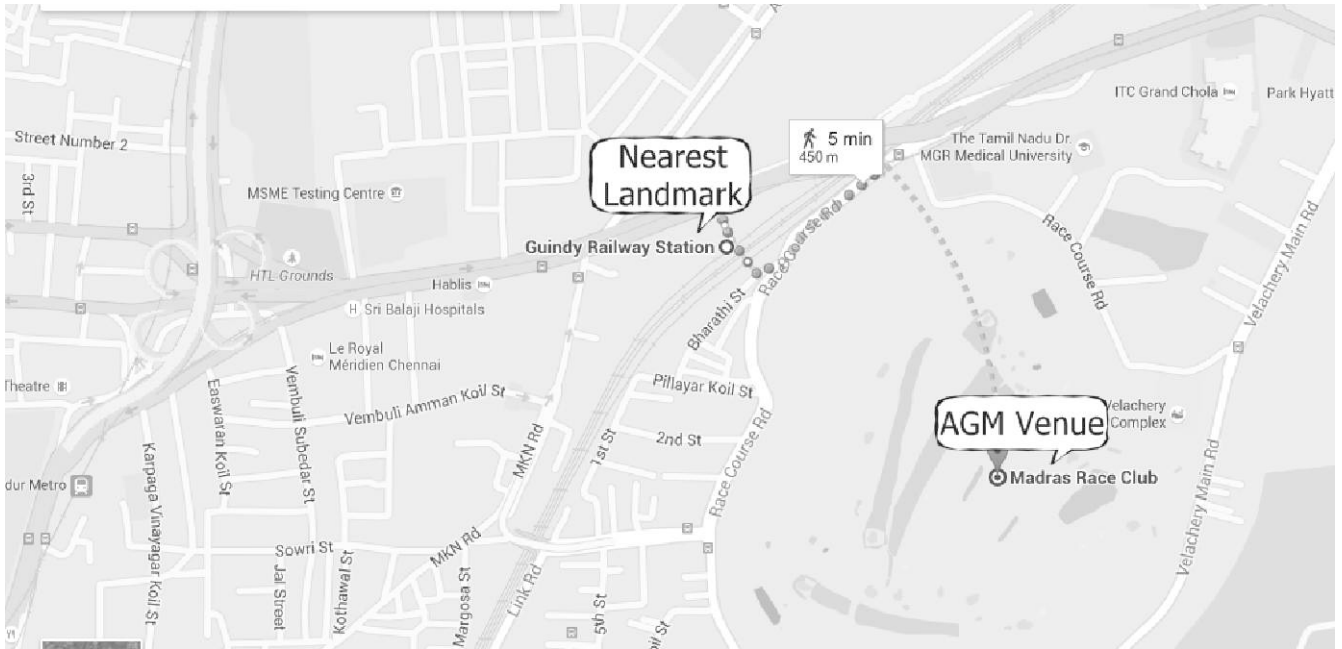 ITC Grand Chola
Park Hyatt
5 min
450 m
The Tamil Nadu Dr.
MGR Medical University
Street Number 2
3rd St
Nearest
Landmark
MSME Testing Centre
Race Course Rd
Race Course Rd
Velachery Main Rd
Guindy Railway Station
HTL Grounds
Hablis
Sri Balaji Hospitals
Bharathi St
Le Royal
Méridien Chennai
Theatre
Pillayar Koil St
Easwaran Koil St
Vembuli Subedar St
Vembuli Amman Koil St
AGM Venue
Velachery
Complex
MKN Rd
1st St
2nd St
Race Course Rd
Madras Race Club
Karpaga Vinayagar Koil St
dur Metro
Velachery Main Rd
Sowri St
MKN Rd
Jal Street
Kothawal St
Margosa St
Link Rd
5th St
il St